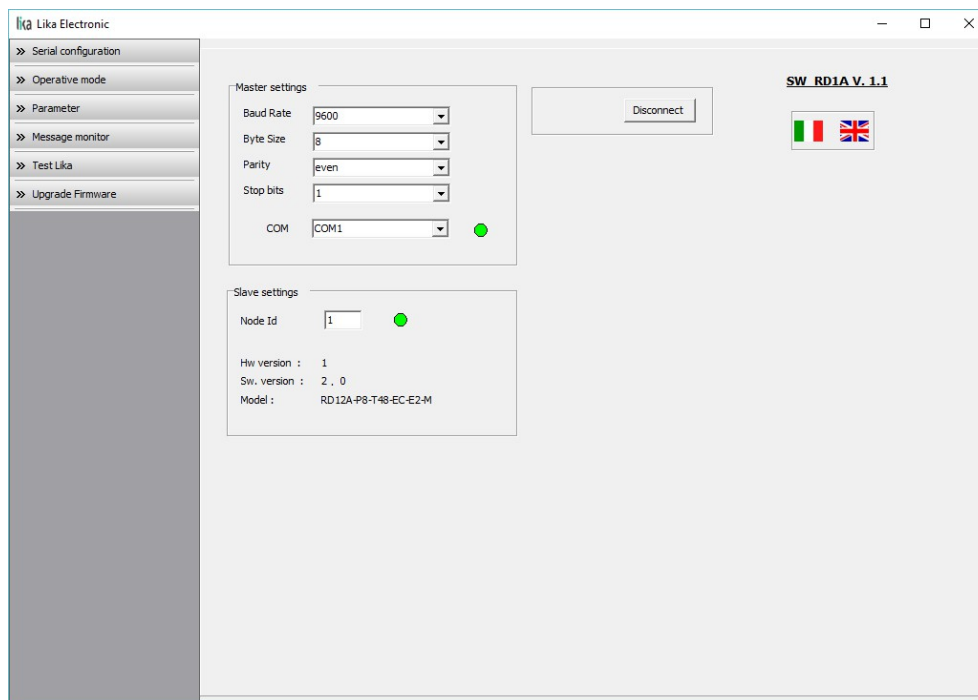 lika Lika Electronic
» Serial configuration
» Operative mode
» Parameter
» Message monitor
» Test Lika
» Upgrade Firmware
Master settings
Baud Rate 9600
Byte Size 8
Parity even
Stop bits 1
COM COM1
Disconnect
SW RD1A V. 1.1
Slave settings
Node Id 1
Hw version : 1
Sw. version : 2 , 0
Model : RD12A-P8-T48-EC-E2-M